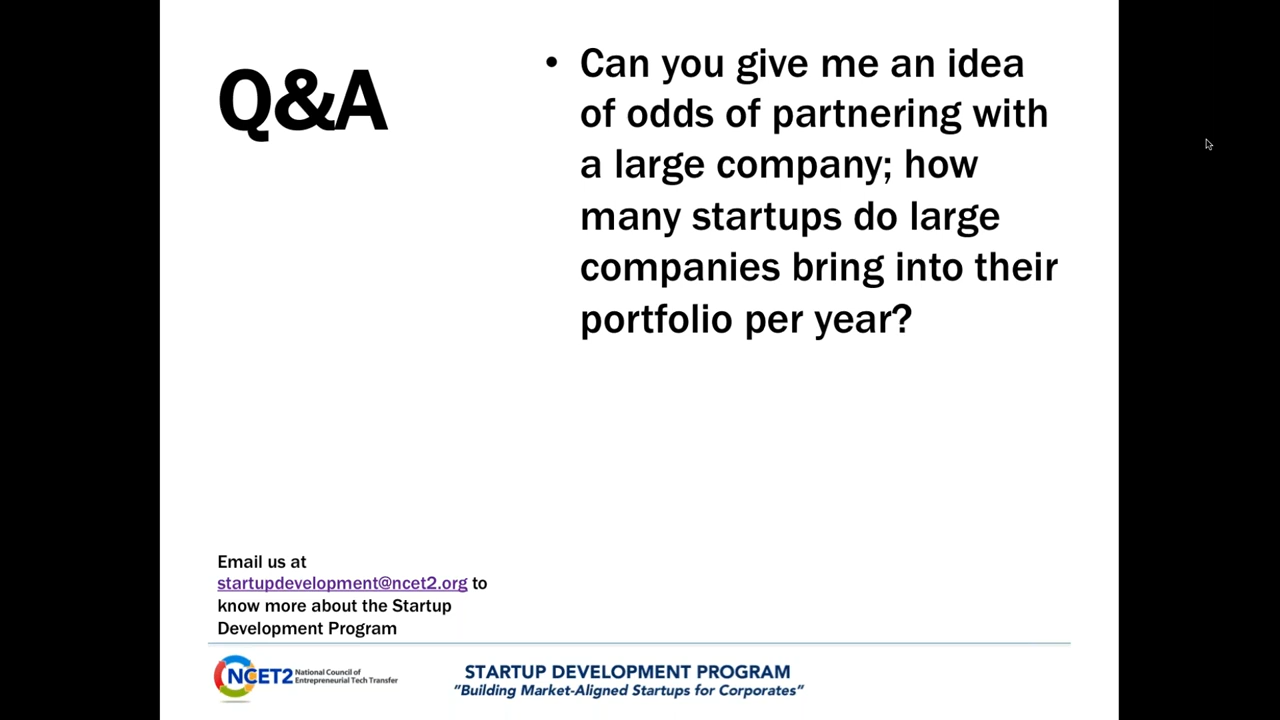 Q&A
• Can you give me an idea
of odds of partnering with
a large company; how
many startups do large
companies bring into their
portfolio per year?
Email us at
startupdevelopment@ncet2.org to
know more about the Startup
Development Program
NCET2 National Council of
Entrepreneurial Tech Transfer
STARTUP DEVELOPMENT PROGRAM
"Building Market-Aligned Startups for Corporates"